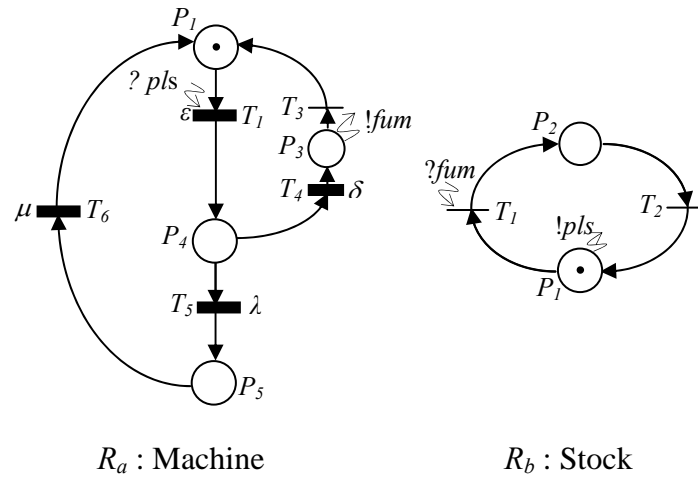 P1
? pls
ε T1
T3
!fum
P3
T4 δ
μ T6
P4
T5 λ
P5
Ra : Machine
P2
?fum
T1
T2
!pls
P1
Rb : Stock